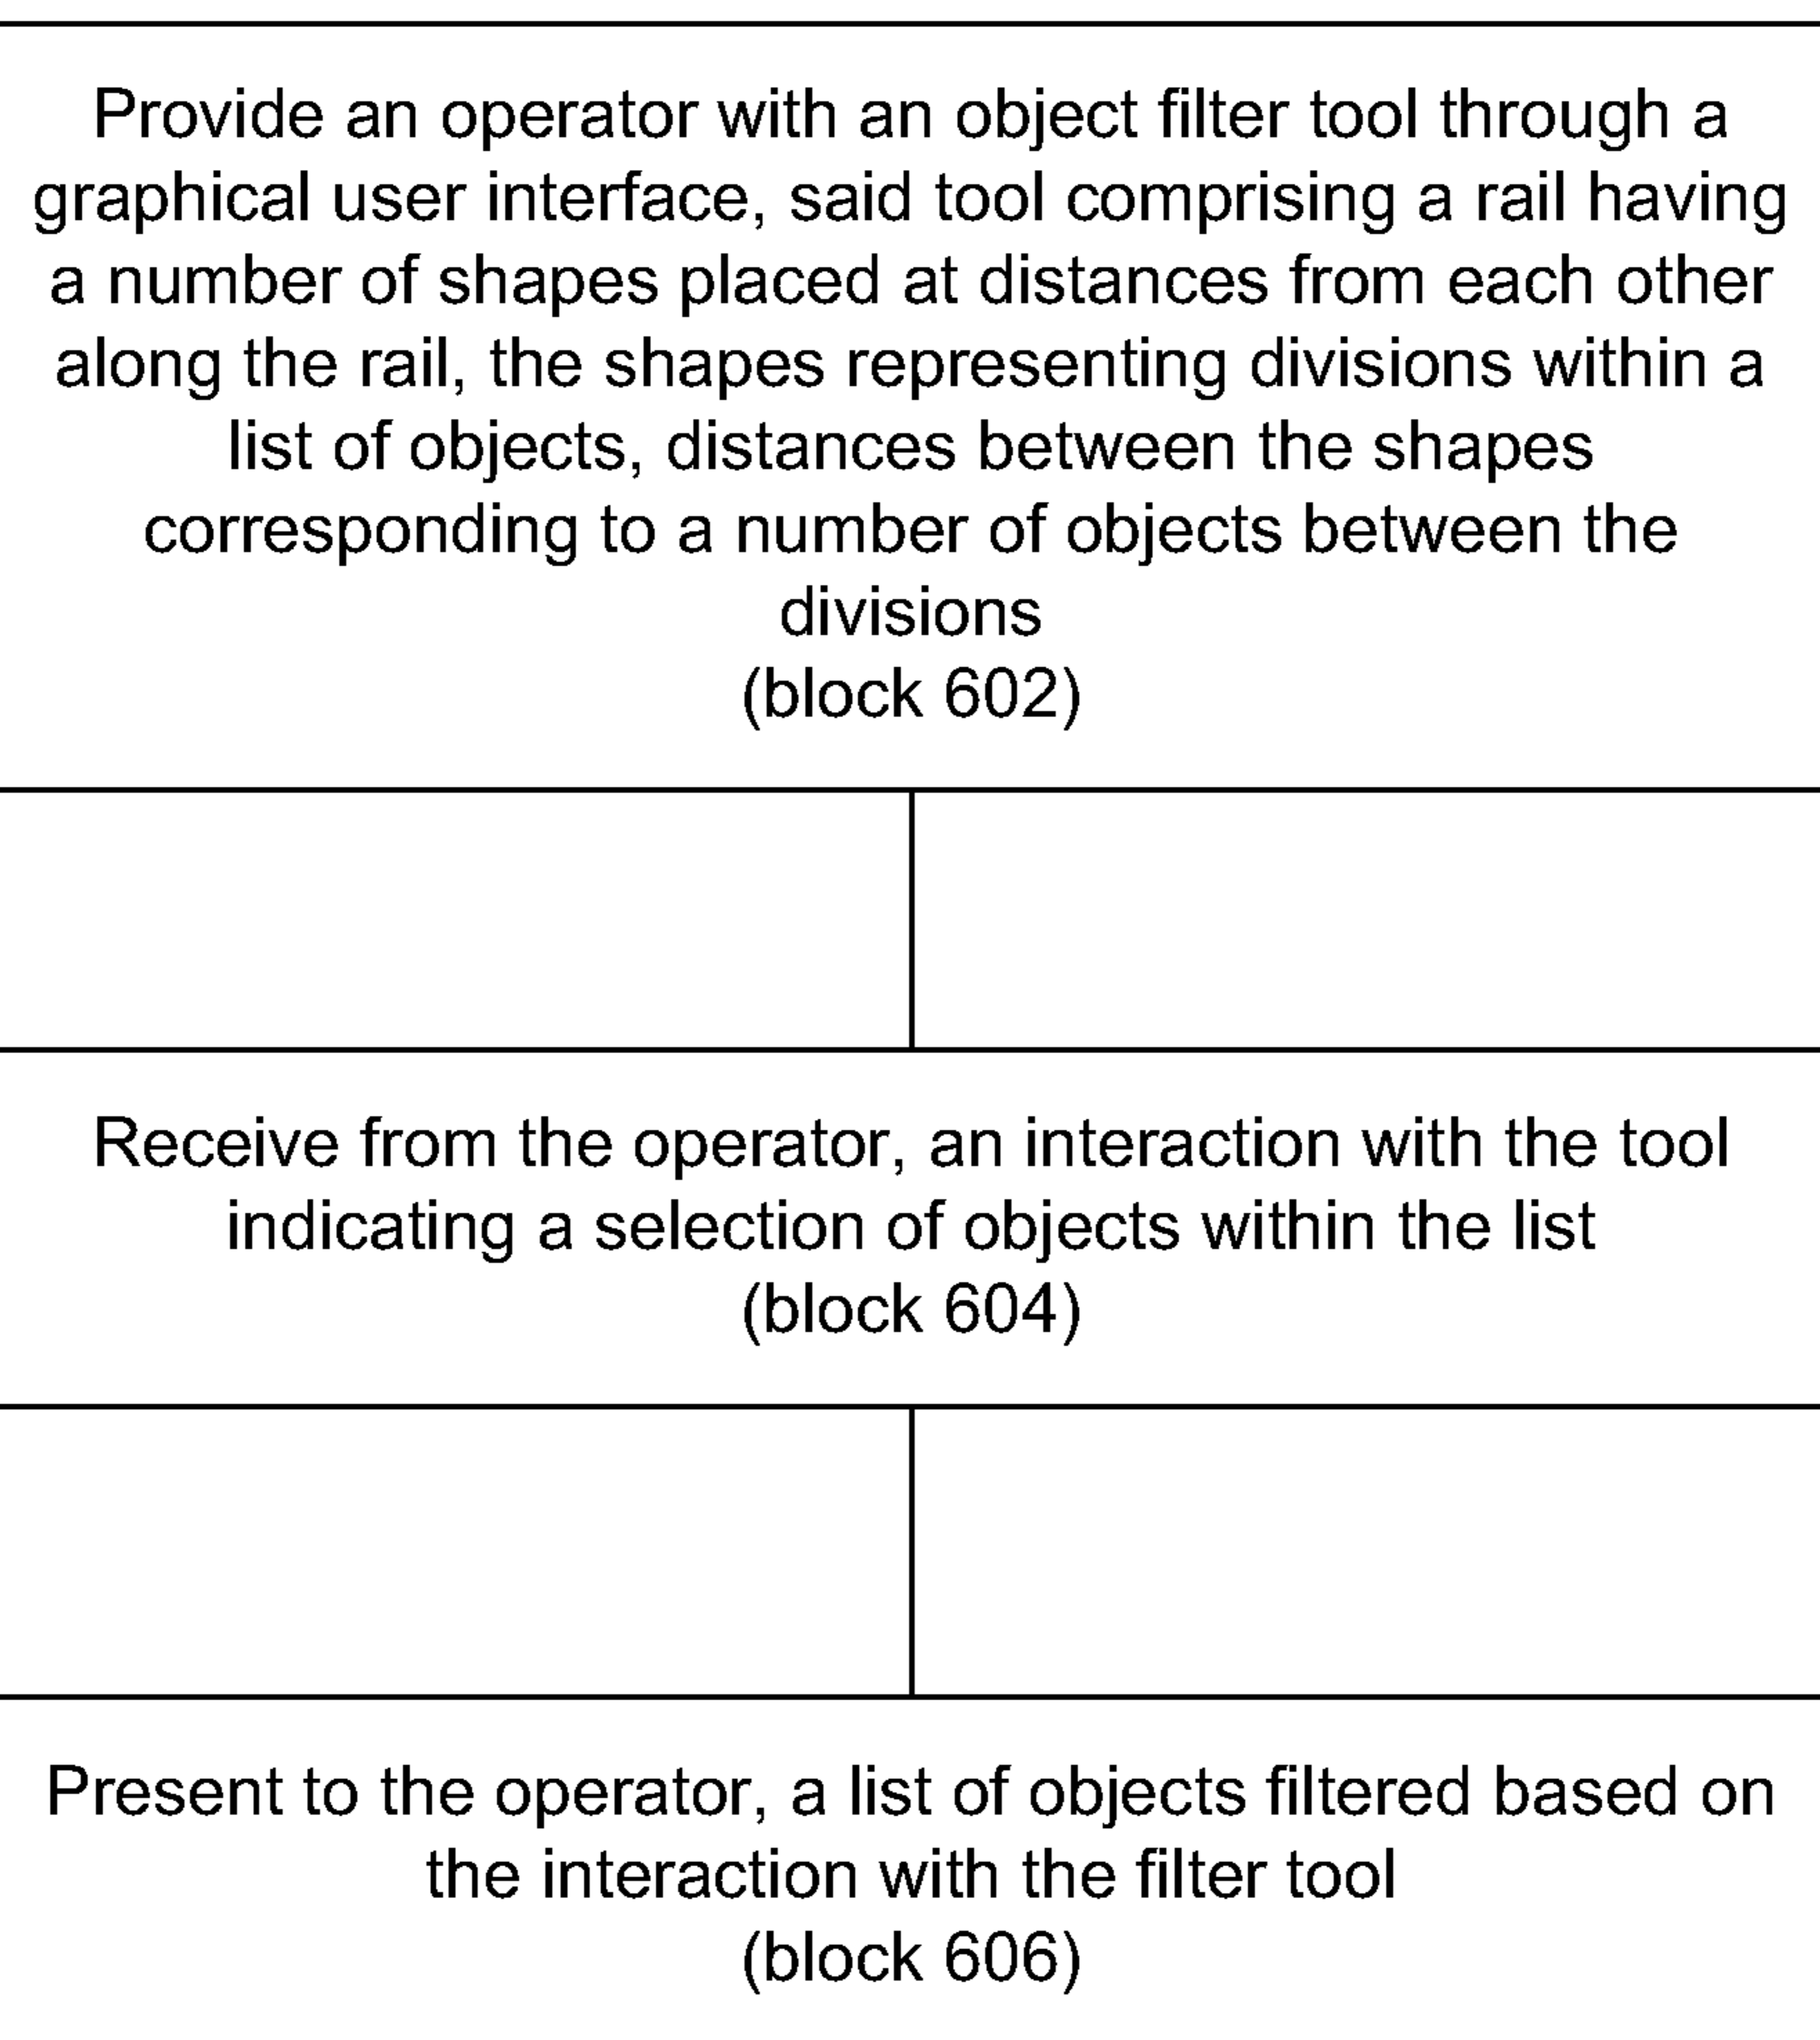 Provide an operator with an object filter tool through a
graphical user interface, said tool comprising a rail having
a number of shapes placed at distances from each other
along the rail, the shapes representing divisions within a
list of objects, distances between the shapes
corresponding to a number of objects between the
divisions
(block 602)
Receive from the operator, an interaction with the tool
indicating a selection of objects within the list
(block 604)
Present to the operator, a list of objects filtered based on
the interaction with the filter tool
(block 606)